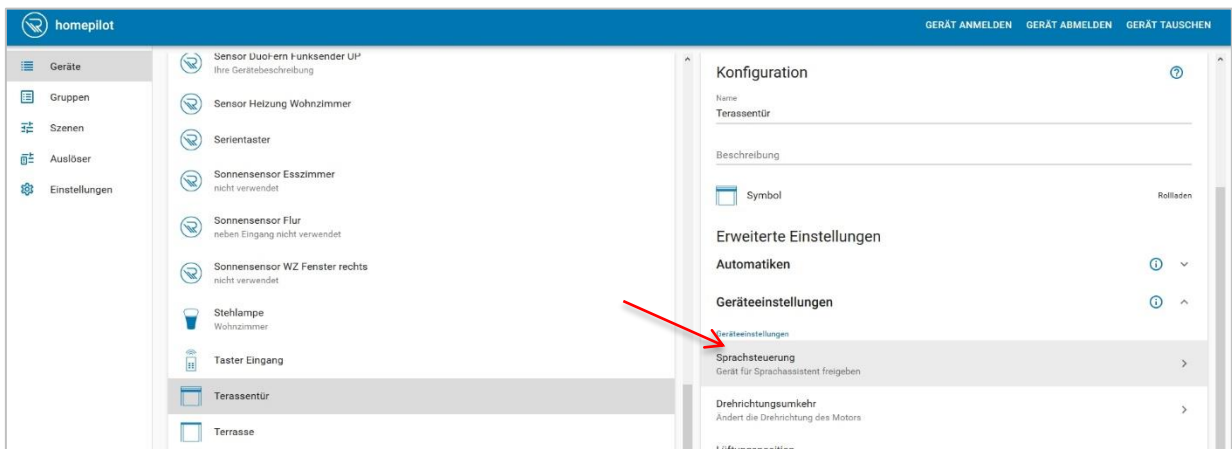 homepilot
GERÄT ANMELDEN GERÄT ABMELDEN GERÄT TAUSCHEN
Geräte
Gruppen
Szenen
Auslöser
Einstellungen
Sensor DuoFern Funksender UP
Ihre Gerätebeschreibung
Sensor Heizung Wohnzimmer
Serientaster
Sonnensensor Esszimmer
nicht verwendet
Sonnensensor Flur
neben Eingang nicht verwendet
Sonnensensor WZ Fenster rechts
nicht verwendet
Stehlampe
Wohnzimmer
Taster Eingang
Terassentür
Terrasse
Konfiguration
Name
Terassentür
Beschreibung
Symbol Rollladen
Erweiterte Einstellungen
Automatiken
Geräteeinstellungen
Geräteeinstellungen
Sprachsteuerung
Gerät für Sprachassistent freigeben
Drehrichtungsumkehr
Ändert die Drehrichtung des Motors
Lüftungsposition